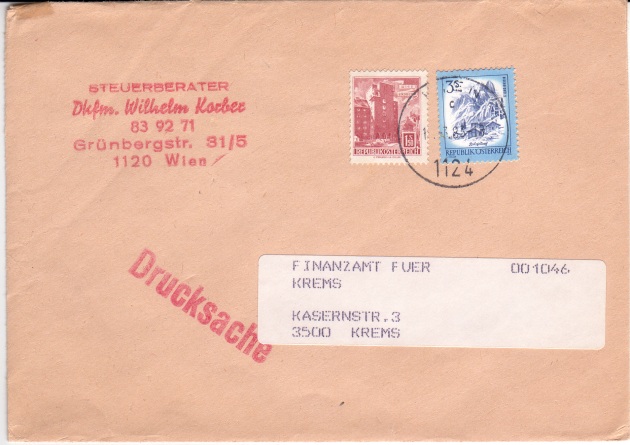 STEUERBERATER
Dkfm. Wilhelm Korber
83 92 71
Grünbergstr. 31/5
1120 Wien
REPUBLIK ÖSTERREICH
3S
REPUBLIK ÖSTERREICH
1124
Drucksache
FINANZAMT FUER 001046
KREMS
KASERNSTR.3
3500 KREMS